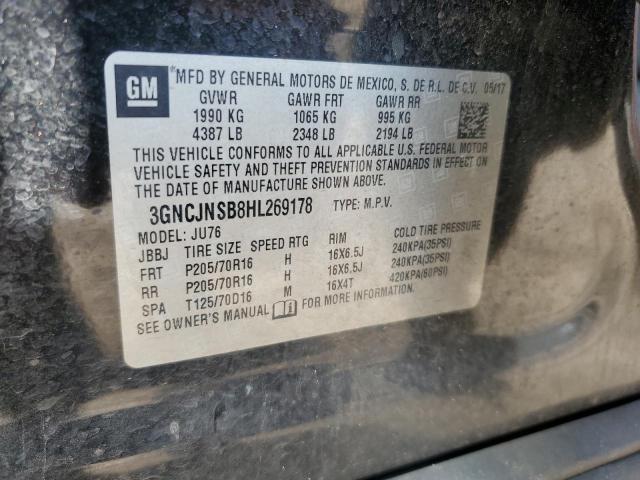 GM
*MFD BY GENERAL MOTORS DE MEXICO, S. DE R.L. DE C.V. 05/17
GVWR GAWR FRT GAWR RR
1990 KG 1065 KG 995 KG
4387 LB 2348 LB 2194 LB
THIS VEHICLE CONFORMS TO ALL APPLICABLE U.S. FEDERAL MOTOR
VEHICLE SAFETY AND THEFT PREVENTION STANDARDS IN EFFECT ON
THE DATE OF MANUFACTURE SHOWN ABOVE.
3GNCJNSB8HL269178 TYPE: M.P.V.
MODEL: JU76
JBBJ TIRE SIZE SPEED RTG RIM COLD TIRE PRESSURE
FRT P205/70R16 H 16X6.5J 240KPA(35PSI)
RR P205/70R16 H 16X6.5J 240KPA(35PSI)
SPA T125/70D16 M 16X4T 420KPA(60PSI)
SEE OWNER'S MANUAL FOR MORE INFORMATION.